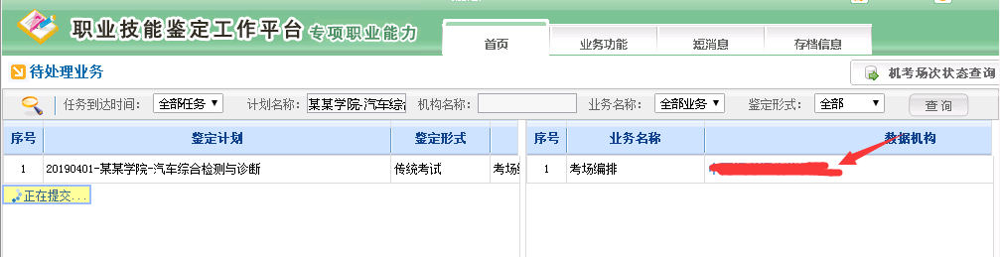 职业技能鉴定工作平台 专项职业能力
首页 业务功能 短消息 存档信息
待处理业务 机考场次状态查询
任务到达时间： 全部任务 计划名称： 某某学院-汽车综合 机构名称： 业务名称： 全部业务 鉴定形式： 全部 查 询
序号 鉴定计划 鉴定形式 序号 业务名称 数据机构
1 20190401-某某学院-汽车综合检测与诊断 传统考试 考场编 1 考场编排
正在提交...